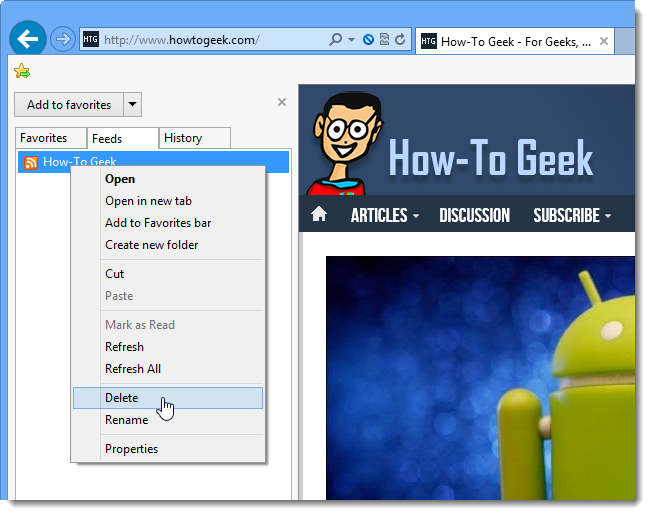 HTG http://www.howtogeek.com/
HTG How-To Geek - For Geeks, ...
Add to favorites
Favorites Feeds History
How-To Geek
Open
Open in new tab
Add to Favorites bar
Create new folder
Cut
Paste
Mark as Read
Refresh
Refresh All
Delete
Rename
Properties
How-To Geek
ARTICLES DISCUSSION SUBSCRIBE